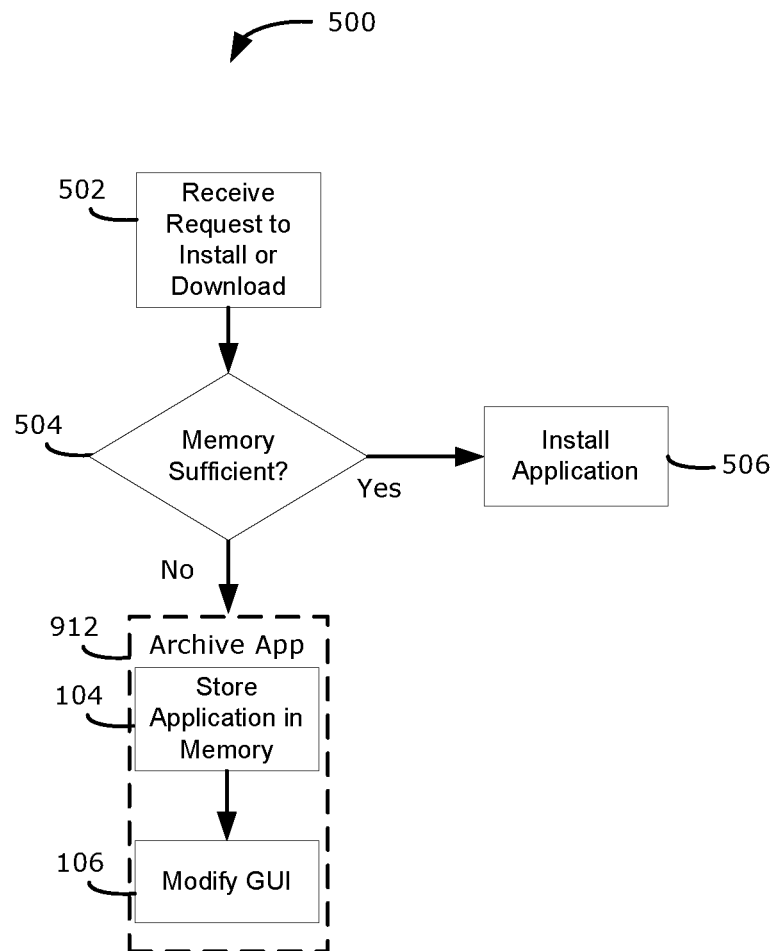 500
502
Receive
Request to
Install or
Download
504
Memory
Sufficient?
Yes
Install
Application
506
No
912
Archive App
104
Store
Application in
Memory
106
Modify GUI